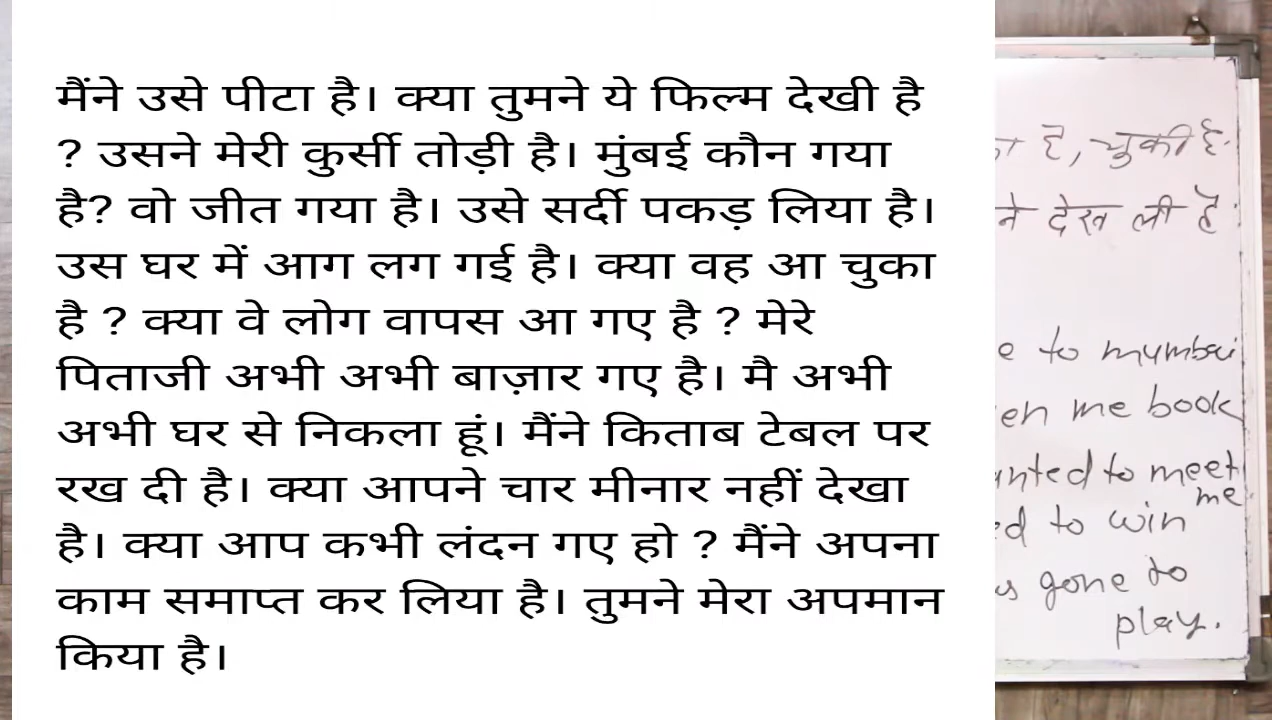 मैंने उसे पीटा है। क्या तुमने ये फिल्म देखी है
? उसने मेरी कुर्सी तोड़ी है। मुंबई कौन गया
है? वो जीत गया है। उसे सर्दी पकड़ लिया है।
उस घर में आग लग गई है। क्या वह आ चुका
है ? क्या वे लोग वापस आ गए है ? मेरे
पिताजी अभी अभी बाज़ार गए है। मै अभी
अभी घर से निकला हूं। मैंने किताब टेबल पर
रख दी है। क्या आपने चार मीनार नहीं देखा
है। क्या आप कभी लंदन गए हो ? मैंने अपना
काम समाप्त कर लिया है। तुमने मेरा अपमान
किया है।
है, चुकी है.
ने देख ली है
to mumbai
me book
to meet
me
to win
gone to
play.